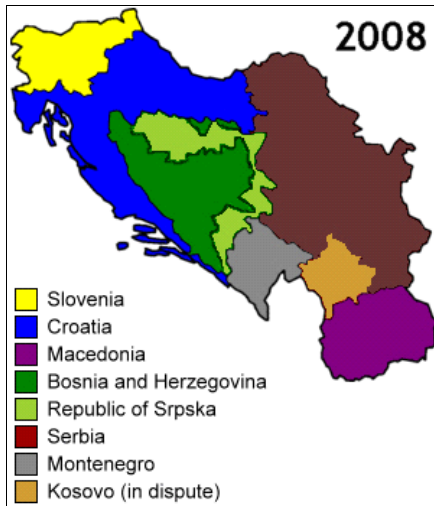 2008
Slovenia
Croatia
Macedonia
Bosnia and Herzegovina
Republic of Srpska
Serbia
Montenegro
Kosovo (in dispute)